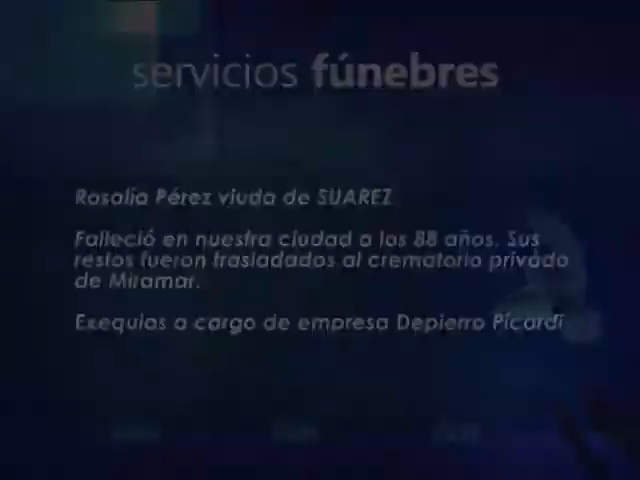 servicios fúnebres
Rosalía Pérez viuda de SUAREZ
Falleció en nuestra ciudad a los 88 años. Sus
restos fueron trasladados al crematorio privado
de Miramar.
Exequias a cargo de empresa Depierro Picardi